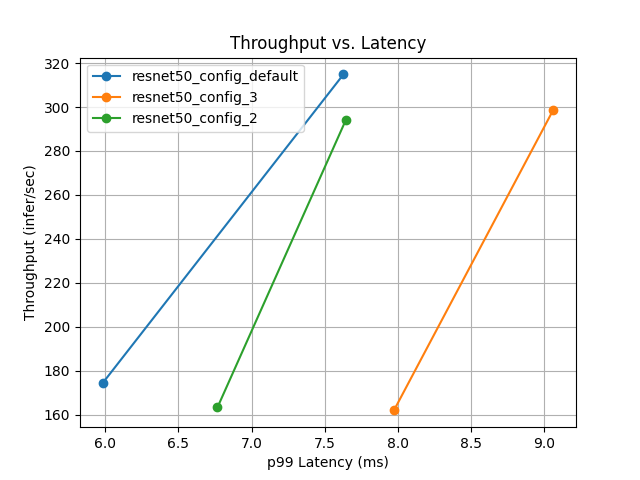 Throughput vs. Latency
resnet50_config_default
resnet50_config_3
resnet50_config_2
Throughput (infer/sec)
320
300
280
260
240
220
200
180
160
6.0 6.5 7.0 7.5 8.0 8.5 9.0
p99 Latency (ms)